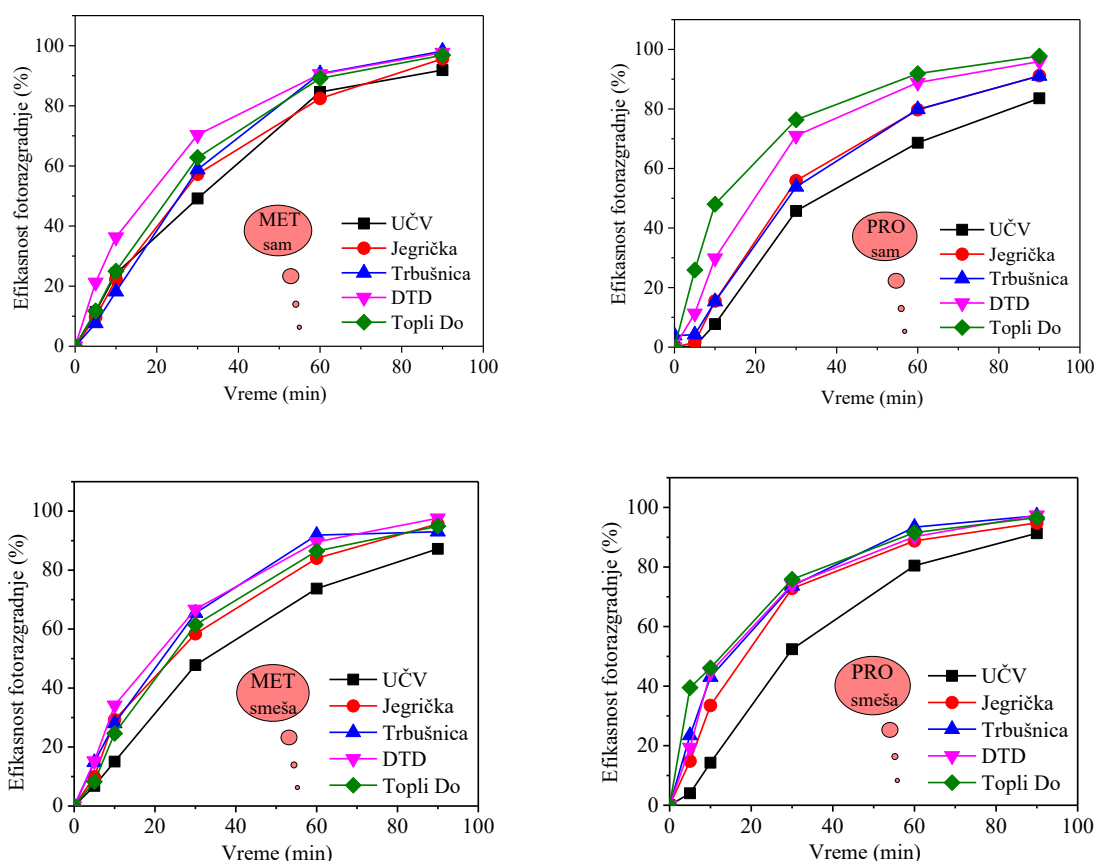 Efikasnost fotorazgradnje (%)
100
80
60
40
20
0
0 20 40 60 80 100
Vreme (min)
MET
sam
UČV
Jegrička
Trbušnica
DTD
Topli Do
Efikasnost fotorazgradnje (%)
100
80
60
40
20
0
0 20 40 60 80 100
Vreme (min)
PRO
sam
UČV
Jegrička
Trbušnica
DTD
Topli Do
Efikasnost fotorazgradnje (%)
100
80
60
40
20
0
0 20 40 60 80 100
Vreme (min)
MET
smeša
UČV
Jegrička
Trbušnica
DTD
Topli Do
Efikasnost fotorazgradnje (%)
100
80
60
40
20
0
0 20 40 60 80 100
Vreme (min)
PRO
smeša
UČV
Jegrička
Trbušnica
DTD
Topli Do